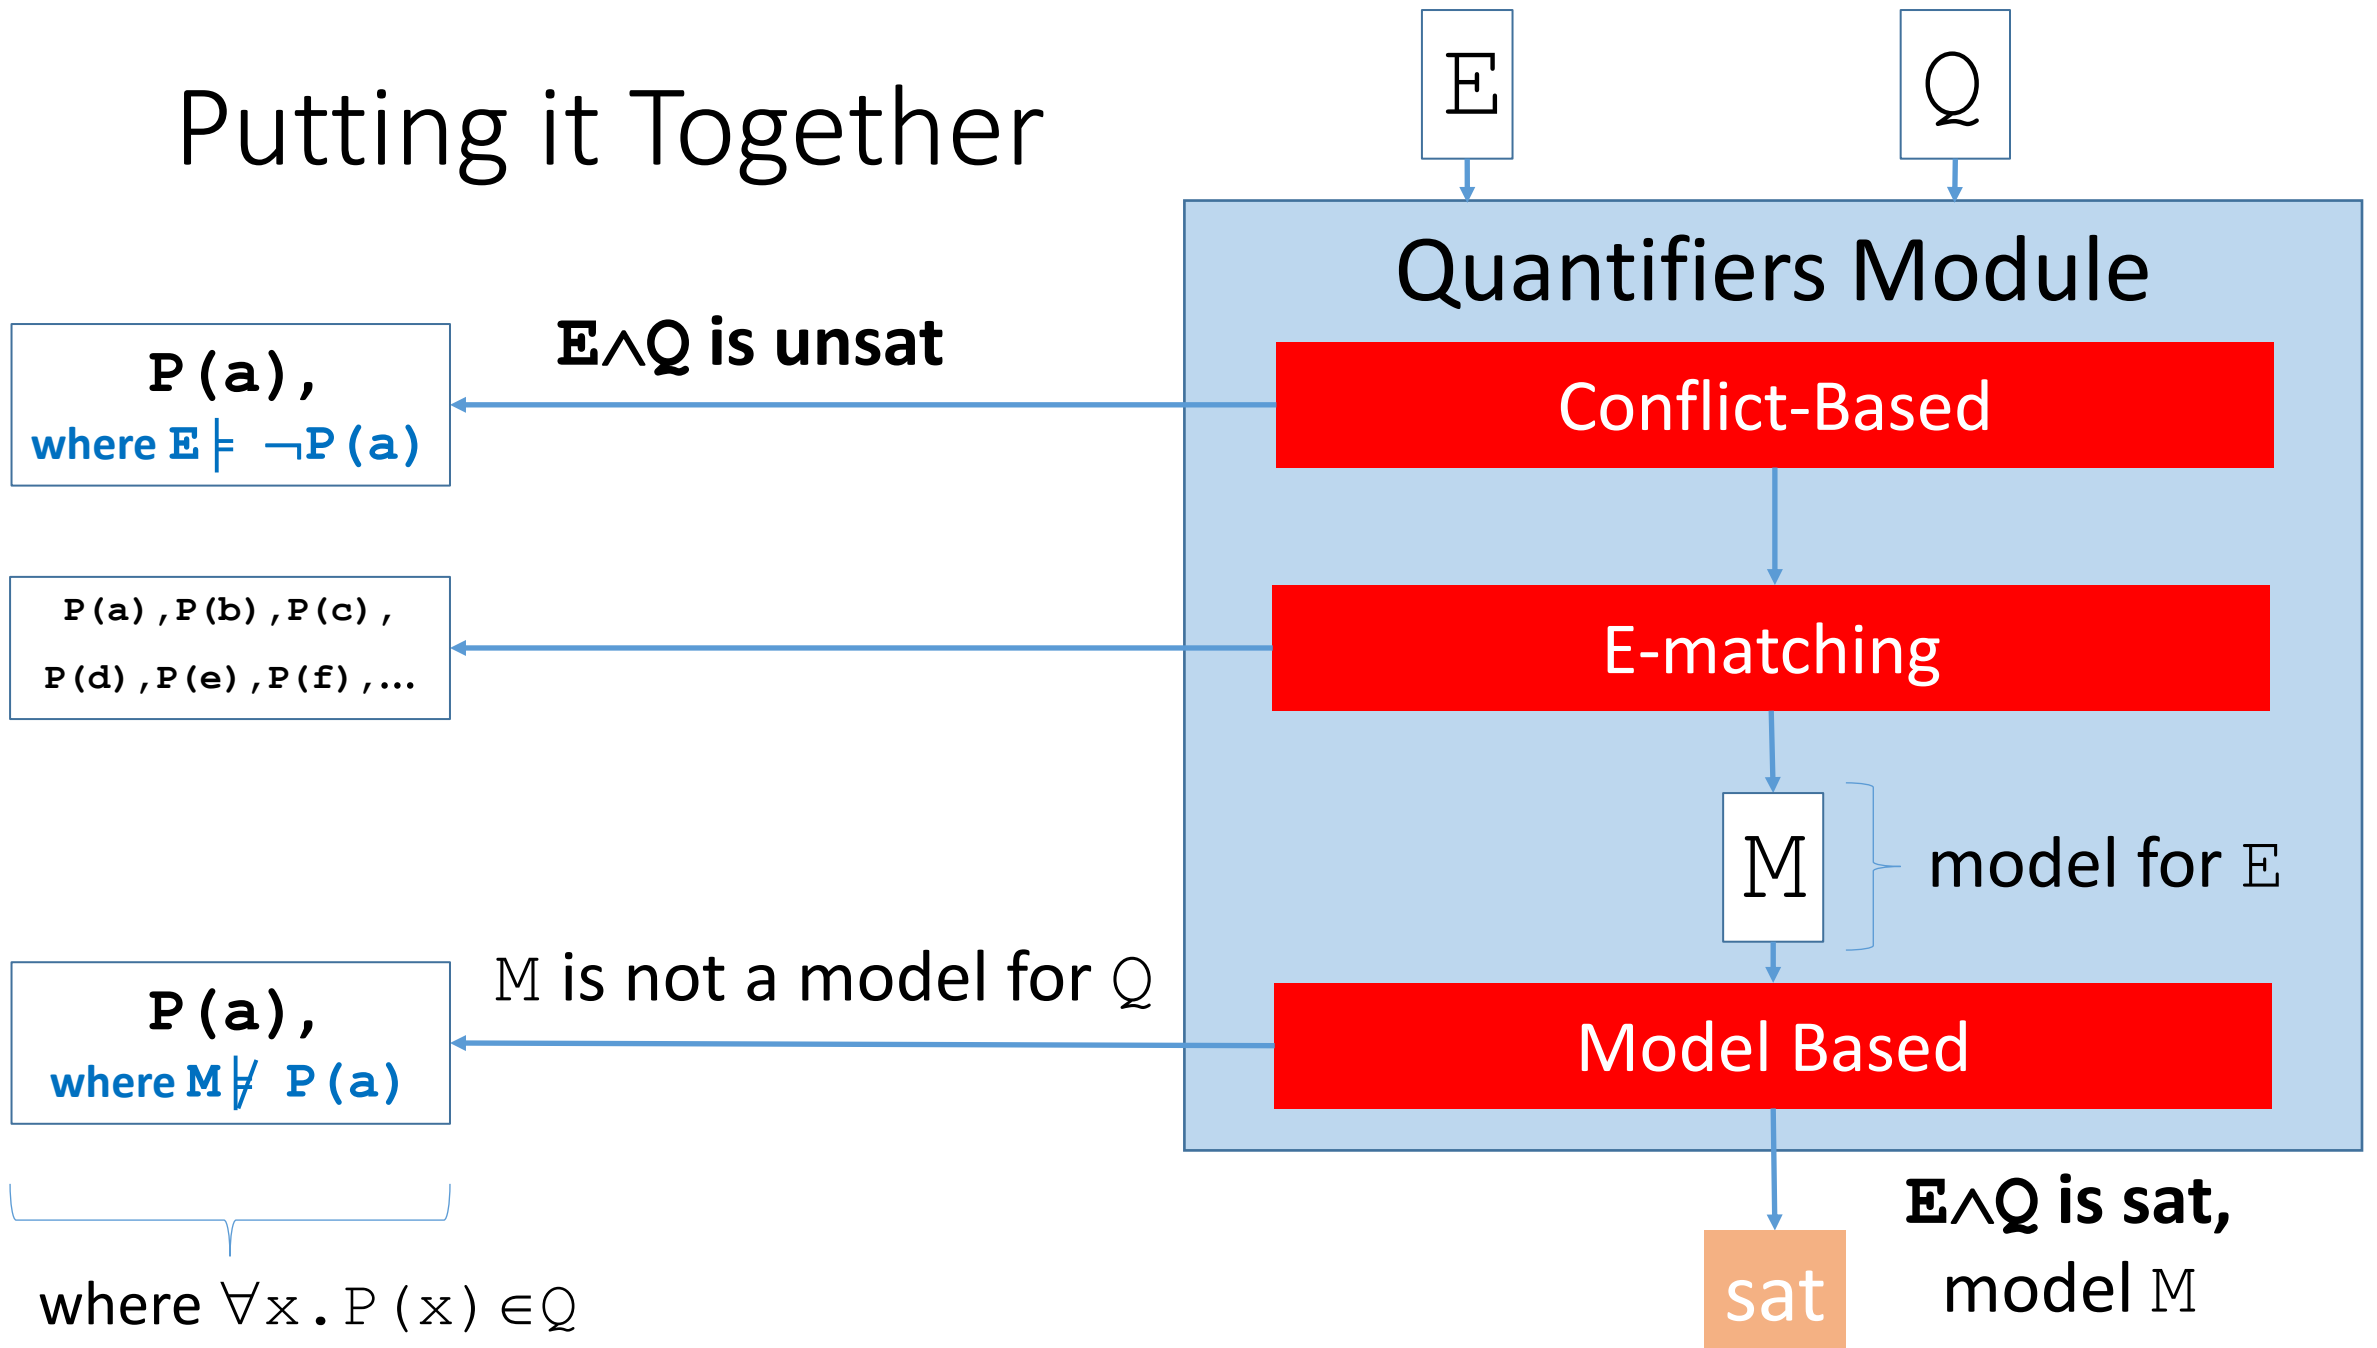 Putting it Together
E
Q
Quantifiers Module
E∧Q is unsat
Conflict-Based
P(a),
where E ⊨ ¬P(a)
E-matching
P(a),P(b),P(c),
P(d),P(e),P(f),…
M
model for E
M is not a model for Q
Model Based
P(a),
where M ⊭ P(a)
E∧Q is sat,
model M
sat
where ∀x.P(x)∈Q